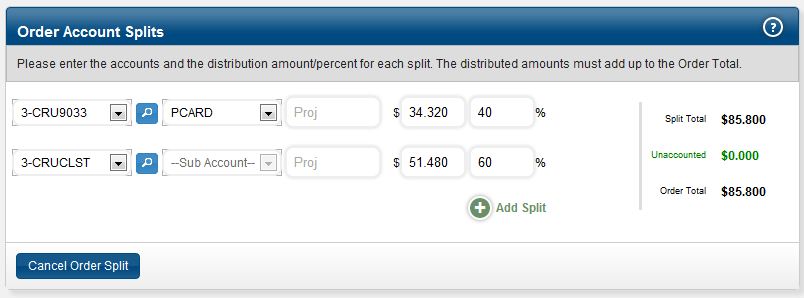 Order Account Splits ?
Please enter the accounts and the distribution amount/percent for each split. The distributed amounts must add up to the Order Total.
3-CRU9033 PCARD Proj $ 34.320 40 %
3-CRUCLST --Sub Account-- Proj $ 51.480 60 %
Add Split
Split Total $85.800
Unaccounted $0.000
Order Total $85.800
Cancel Order Split